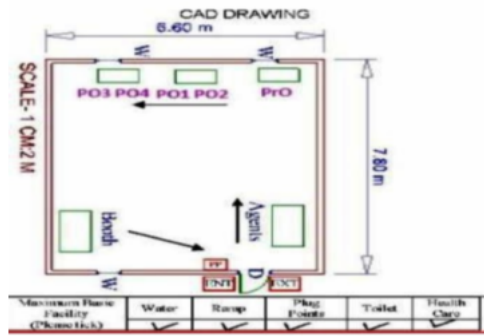 CAD DRAWING
6.60 m
W
W
PO3 PO4 PO1 PO2 PrO
SCALE- 1 CM:2 M
7.80 m
Booth
Agents
PP
W
ENT
D
EXT
Maximum Basic Facility (Please tick)
Water
Ramp
Plug Points
Toilet
Health Care